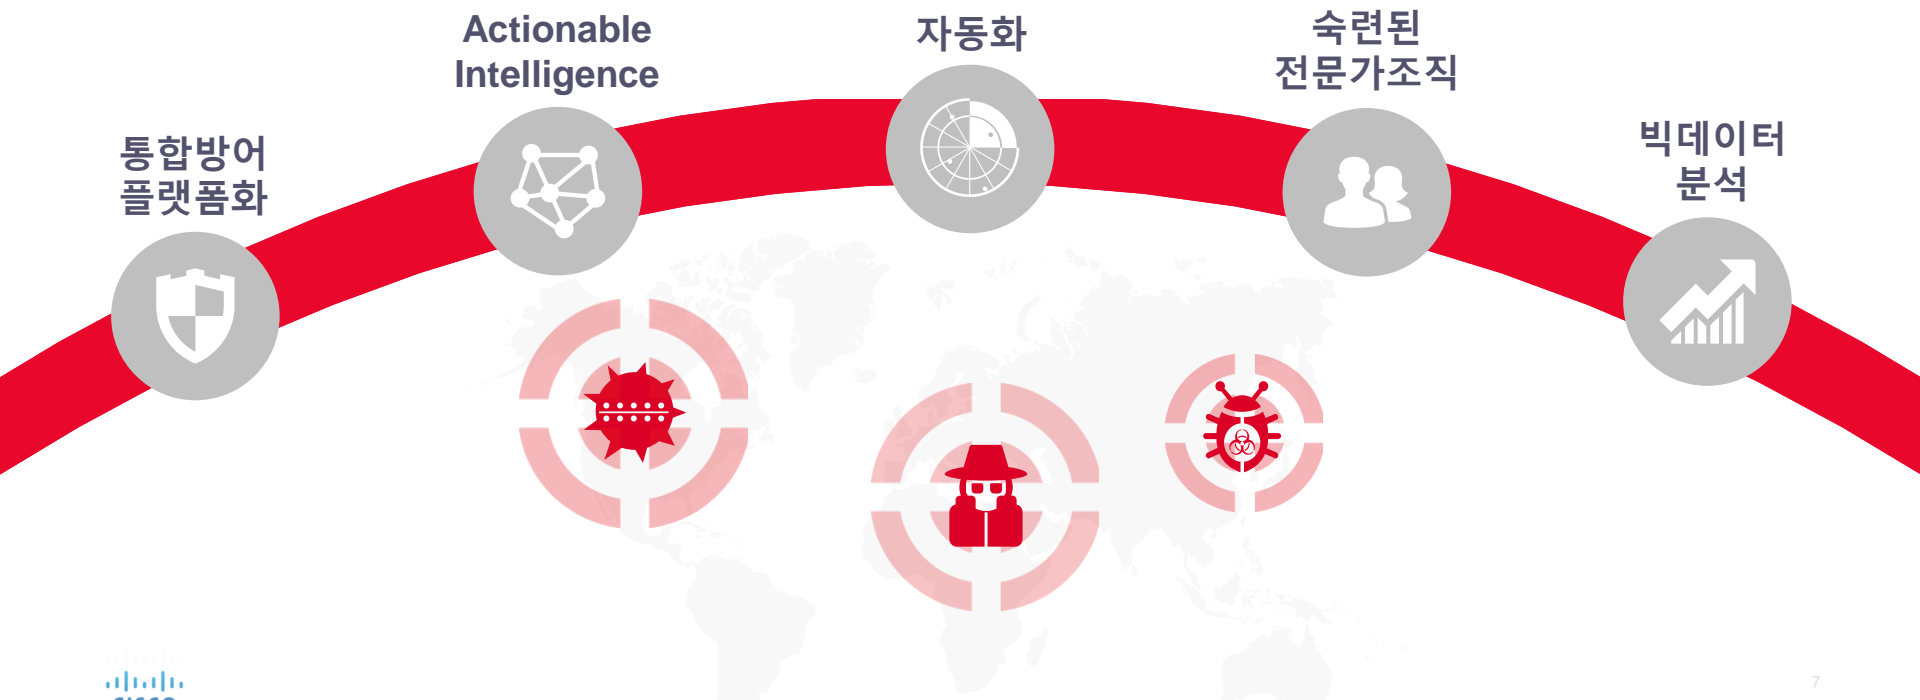 통합방어
플랫폼화
Actionable
Intelligence
자동화
숙련된
전문가조직
빅데이터
분석
7